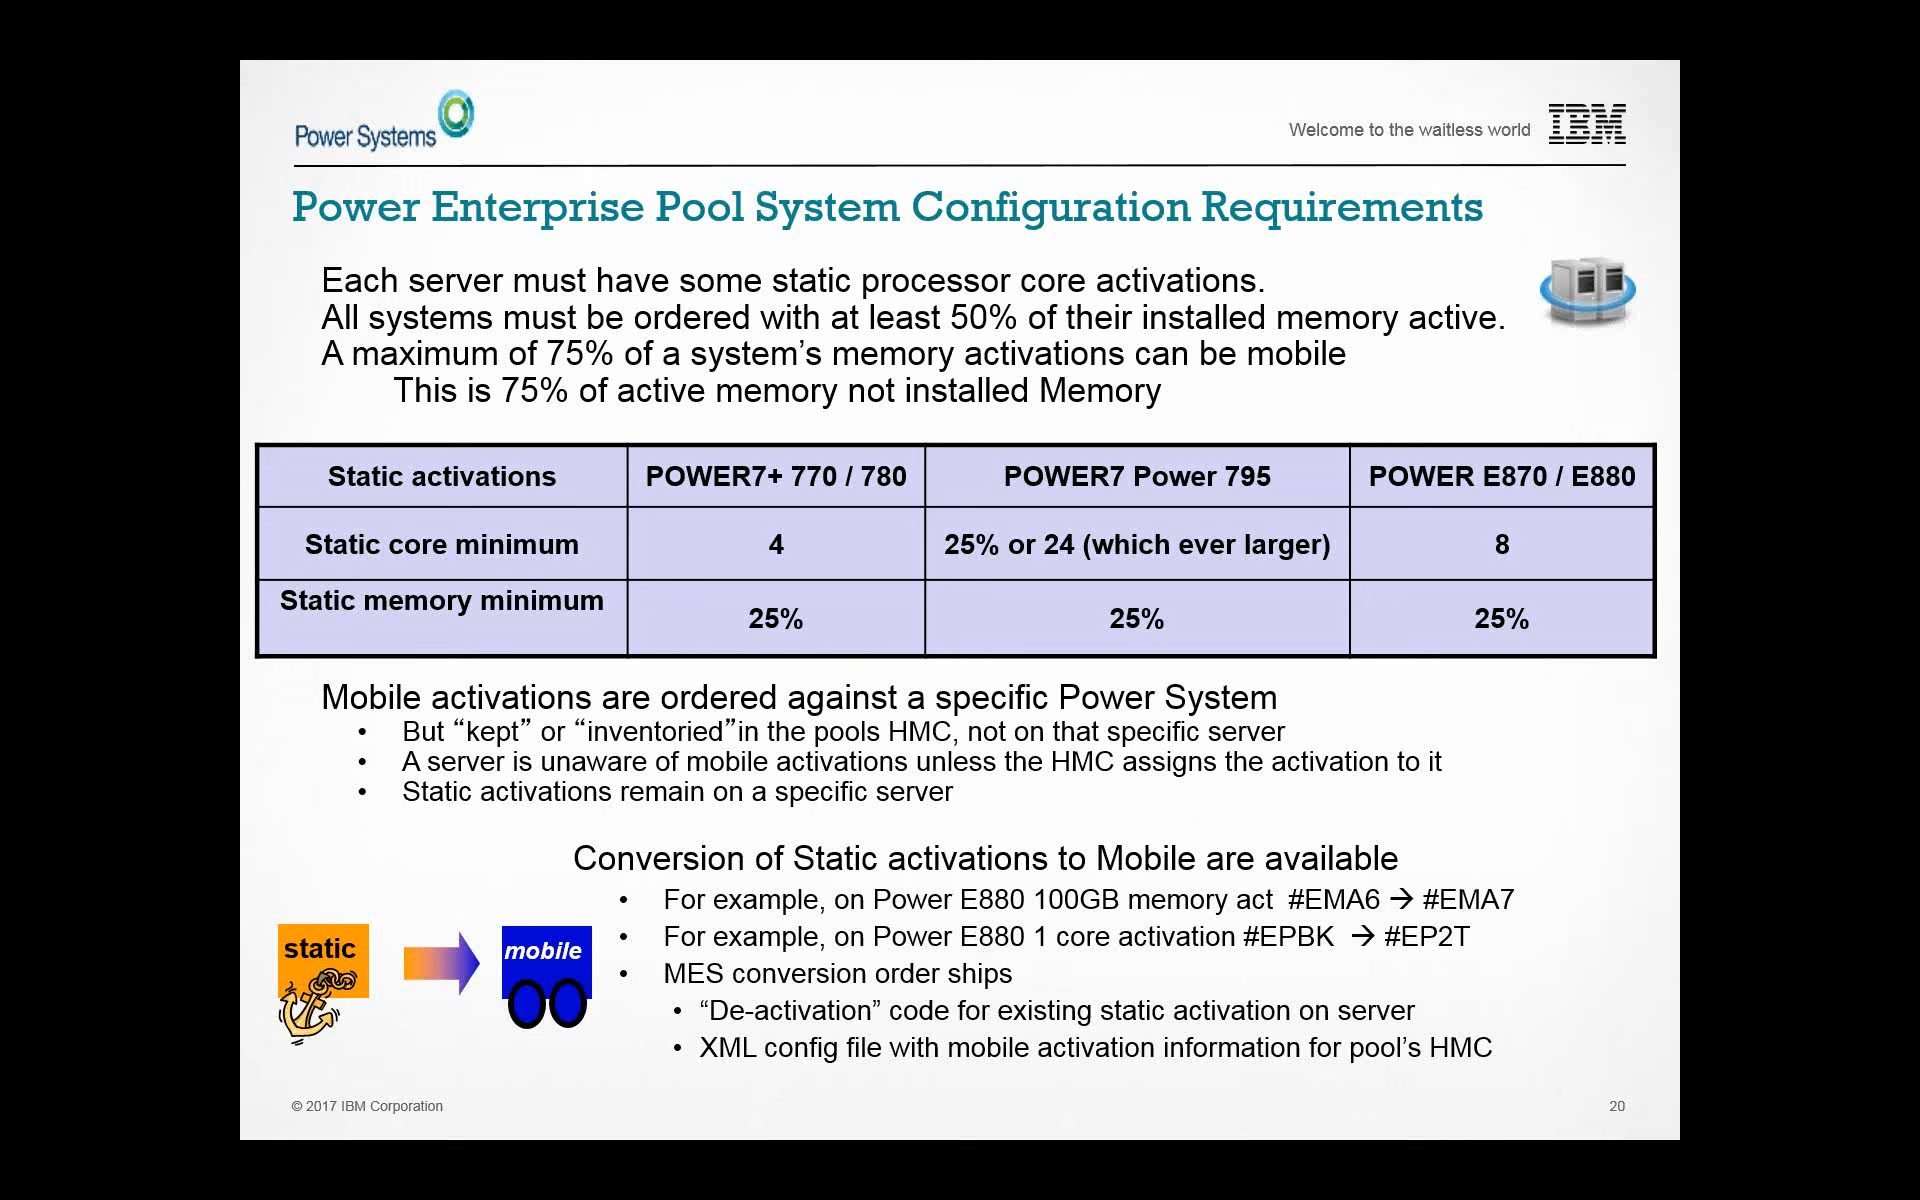 Power Systems
Welcome to the waitless world
IBM
Power Enterprise Pool System Configuration Requirements
Each server must have some static processor core activations.
All systems must be ordered with at least 50% of their installed memory active.
A maximum of 75% of a system’s memory activations can be mobile
This is 75% of active memory not installed Memory
Static activations POWER7+ 770 / 780 POWER7 Power 795 POWER E870 / E880
Static core minimum 4 25% or 24 (which ever larger) 8
Static memory minimum 25% 25% 25%
Mobile activations are ordered against a specific Power System
• But “kept” or “inventoried”in the pools HMC, not on that specific server
• A server is unaware of mobile activations unless the HMC assigns the activation to it
• Static activations remain on a specific server
Conversion of Static activations to Mobile are available
• For example, on Power E880 100GB memory act #EMA6 → #EMA7
• For example, on Power E880 1 core activation #EPBK → #EP2T
• MES conversion order ships
• “De-activation” code for existing static activation on server
• XML config file with mobile activation information for pool’s HMC
static
mobile
© 2017 IBM Corporation
20